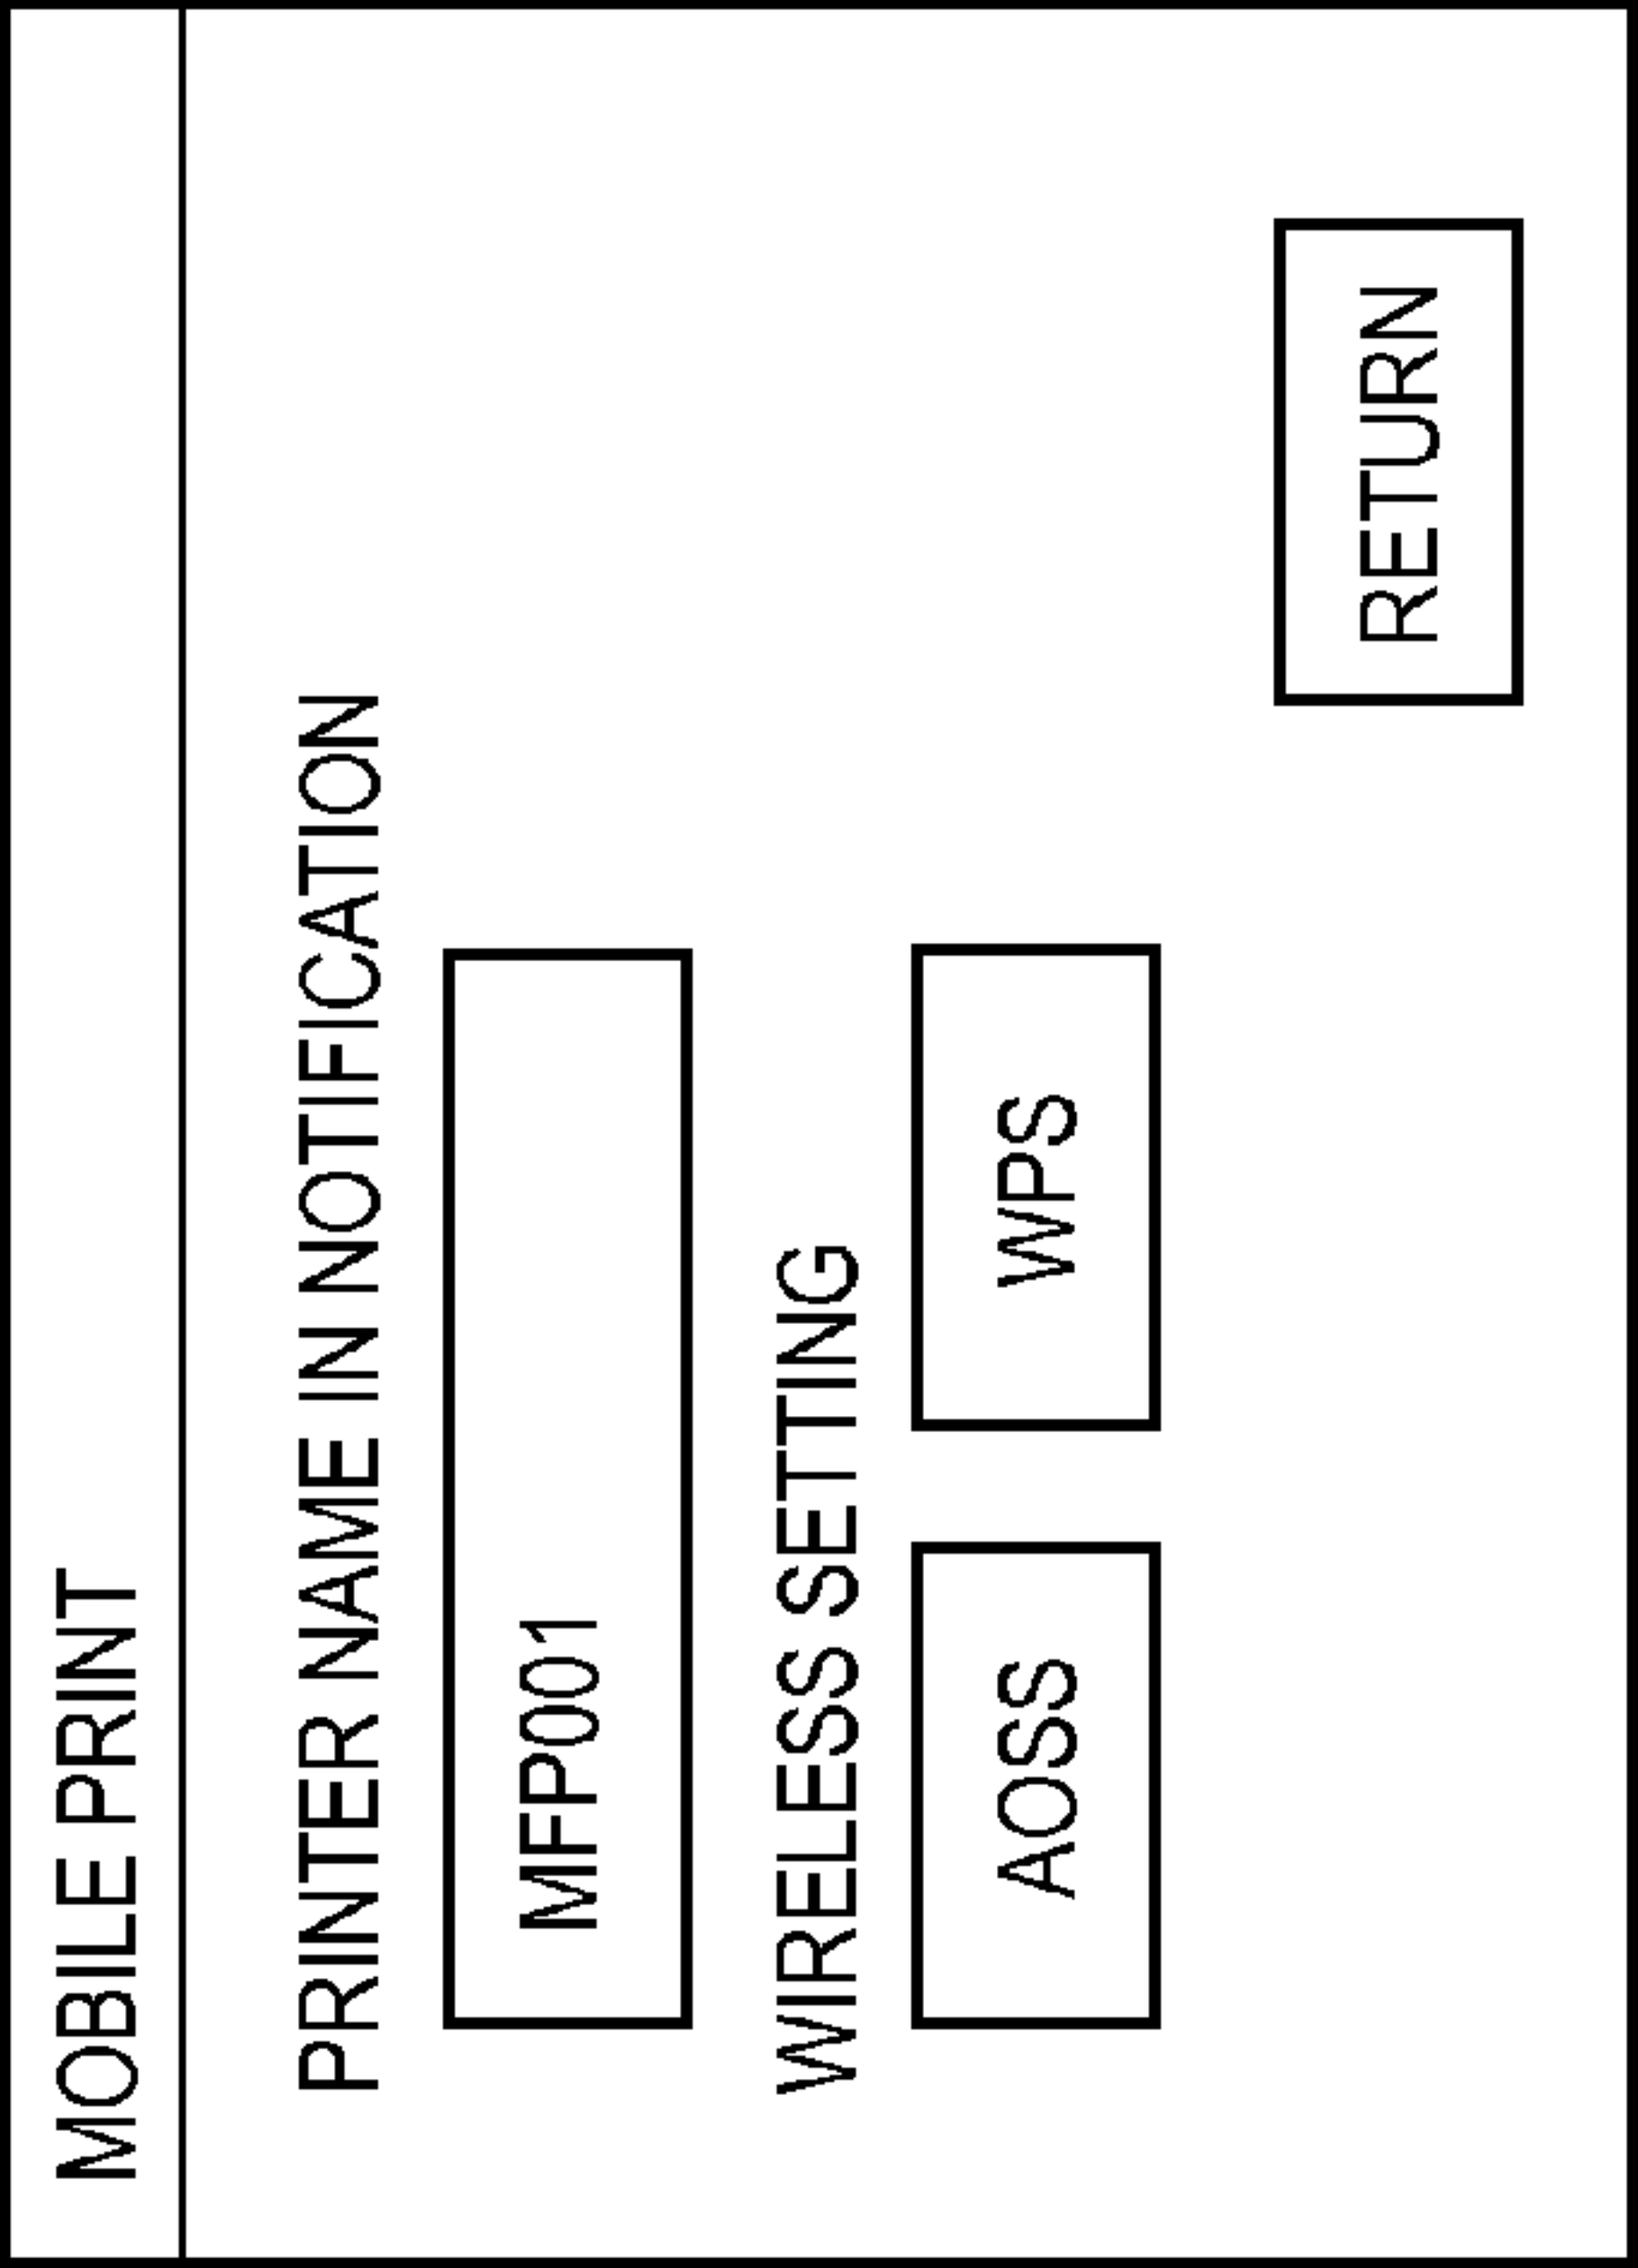 MOBILE PRINT
PRINTER NAME IN NOTIFICATION
MFP001
WIRELESS SETTING
AOSS WPS
RETURN